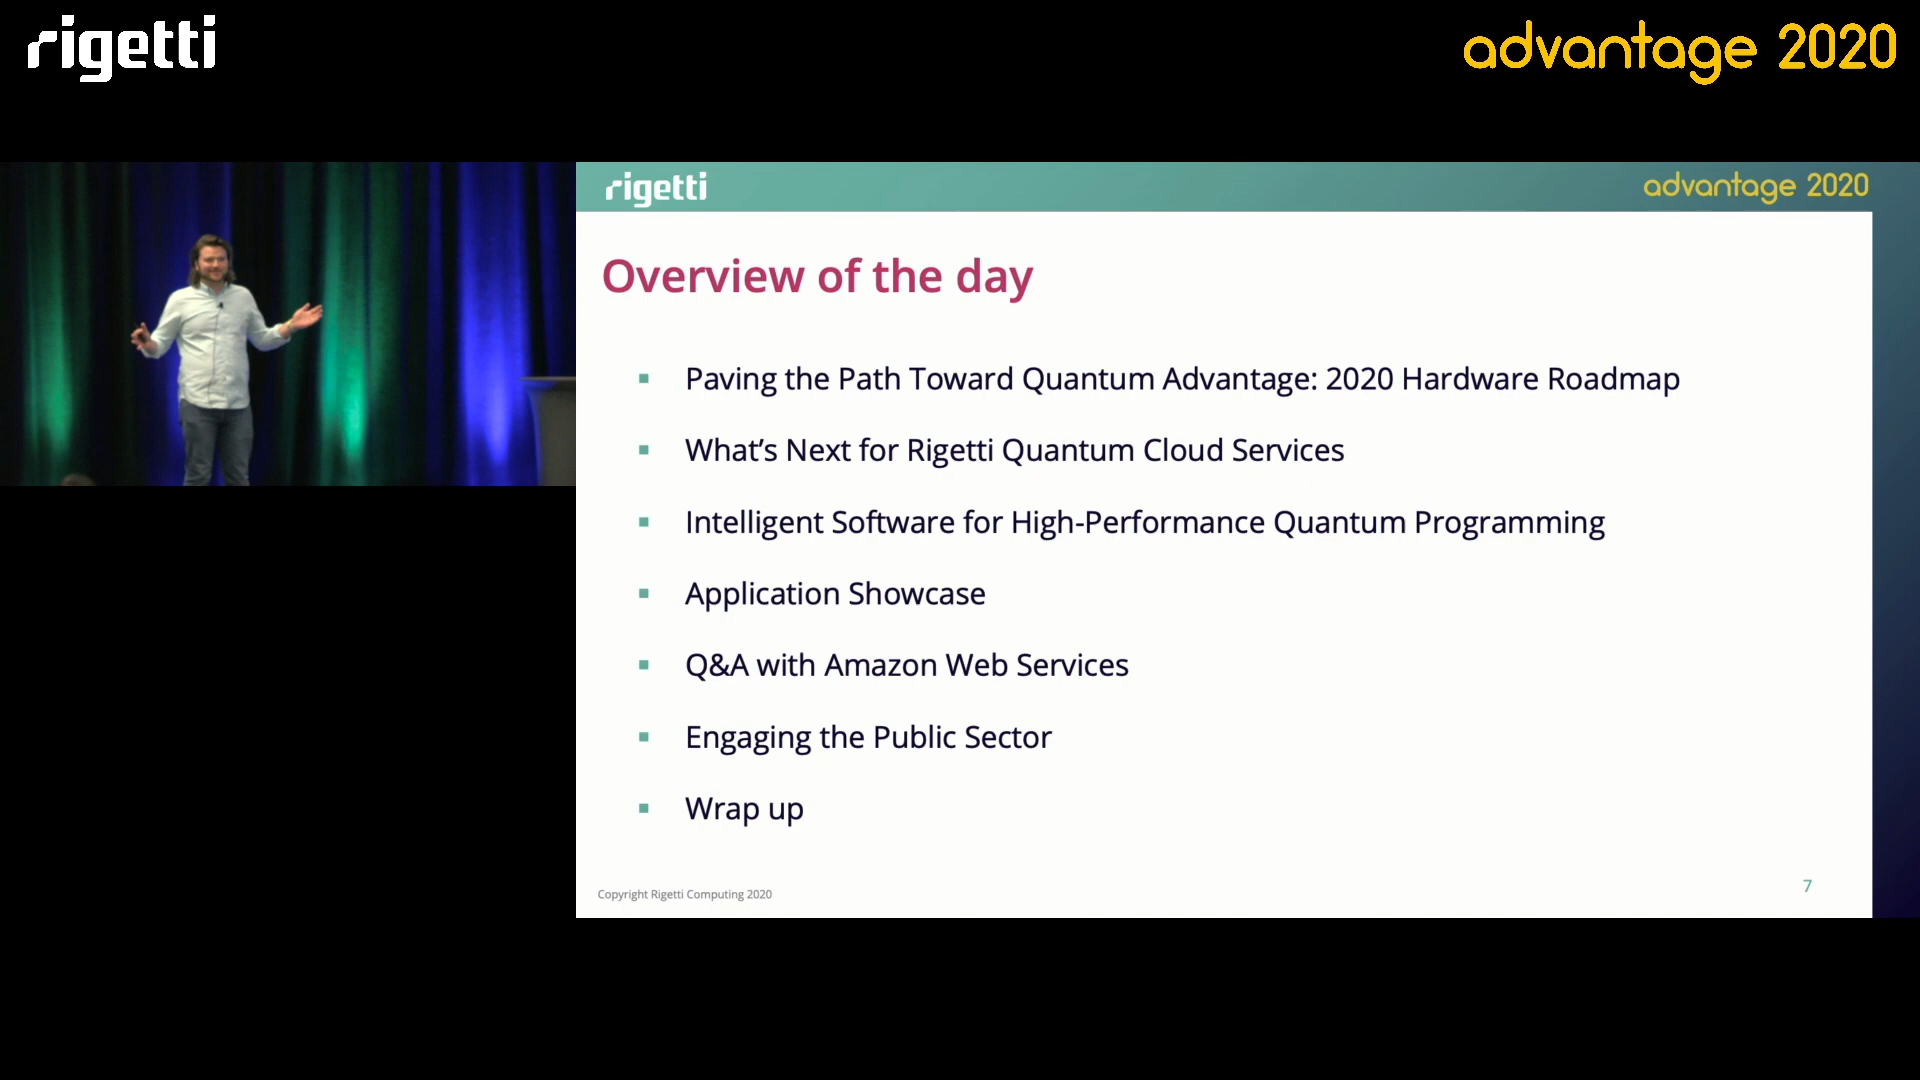 rigetti
advantage 2020
rigetti
advantage 2020
Overview of the day
▪ Paving the Path Toward Quantum Advantage: 2020 Hardware Roadmap
▪ What's Next for Rigetti Quantum Cloud Services
▪ Intelligent Software for High-Performance Quantum Programming
▪ Application Showcase
▪ Q&A with Amazon Web Services
▪ Engaging the Public Sector
▪ Wrap up
Copyright Rigetti Computing 2020
7